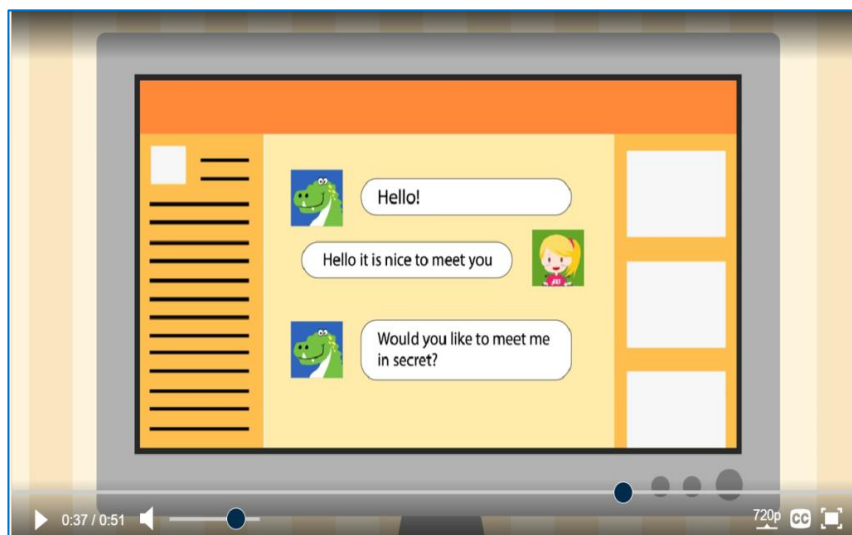 Hello!
Hello it is nice to meet you
Would you like to meet me
in secret?
0:37 / 0:51
720p
CC